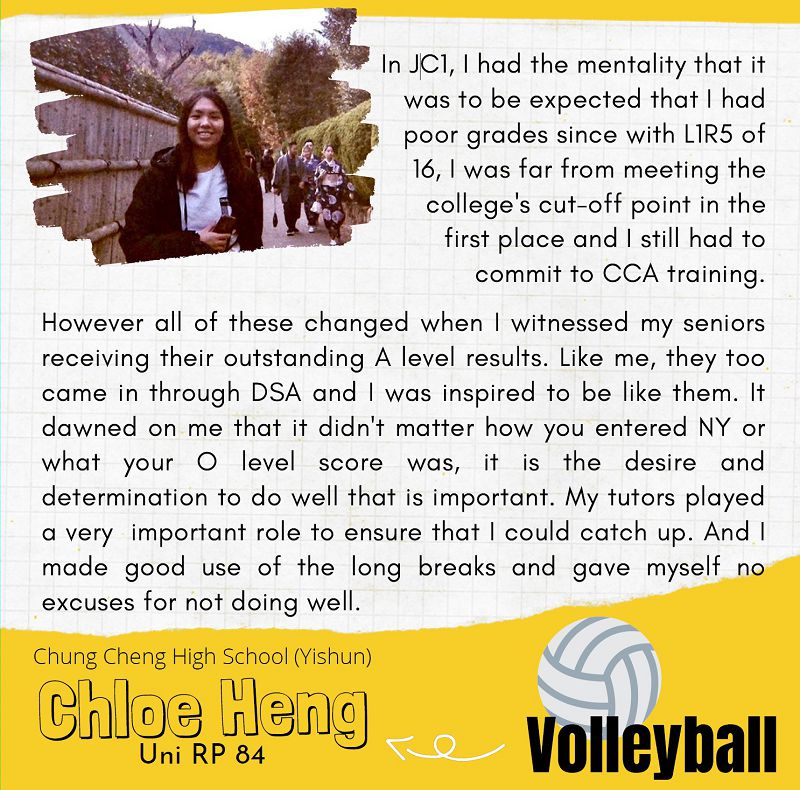 In JC1, I had the mentality that it
was to be expected that I had
poor grades since with L1R5 of
16, I was far from meeting the
college's cut-off point in the
first place and I still had to
commit to CCA training.
However all of these changed when I witnessed my seniors
receiving their outstanding A level results. Like me, they too
came in through DSA and I was inspired to be like them. It
dawned on me that it didn't matter how you entered NY or
what your O level score was, it is the desire and
determination to do well that is important. My tutors played
a very important role to ensure that I could catch up. And I
made good use of the long breaks and gave myself no
excuses for not doing well.
Chung Cheng High School (Yishun)
Chloe Heng
Uni RP 84
Volleyball